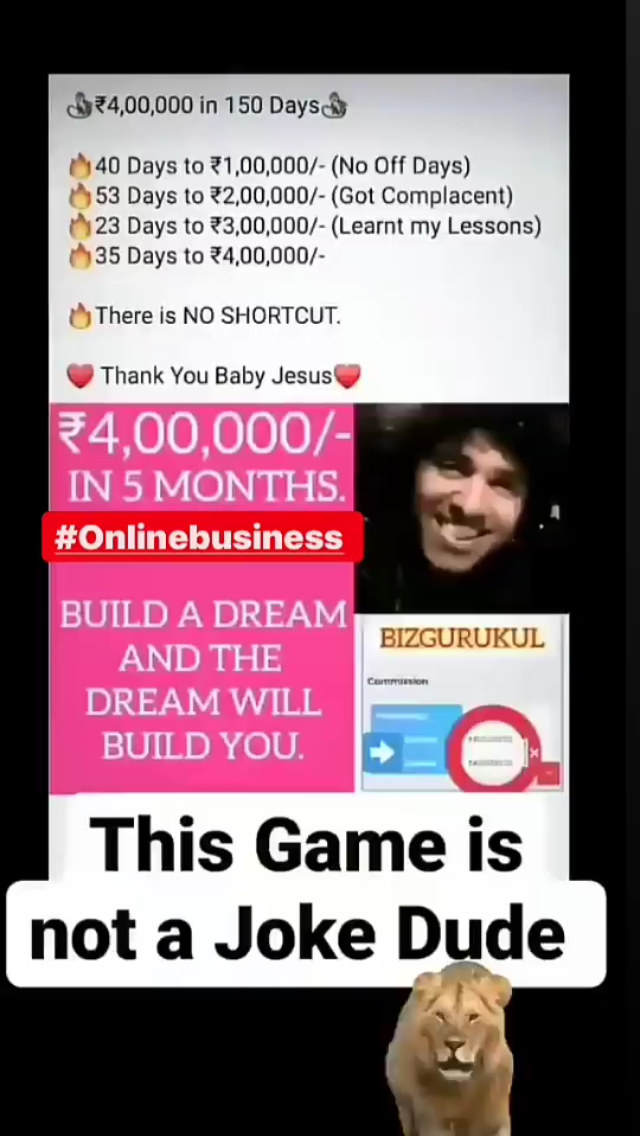 ₹4,00,000 in 150 Days
40 Days to ₹1,00,000/- (No Off Days)
53 Days to ₹2,00,000/- (Got Complacent)
23 Days to ₹3,00,000/- (Learnt my Lessons)
35 Days to ₹4,00,000/-
There is NO SHORTCUT.
Thank You Baby Jesus
₹4,00,000/-
IN 5 MONTHS.
#Onlinebusiness
BUILD A DREAM
AND THE
DREAM WILL
BUILD YOU.
BIZGURUKUL
Commission
This Game is
not a Joke Dude